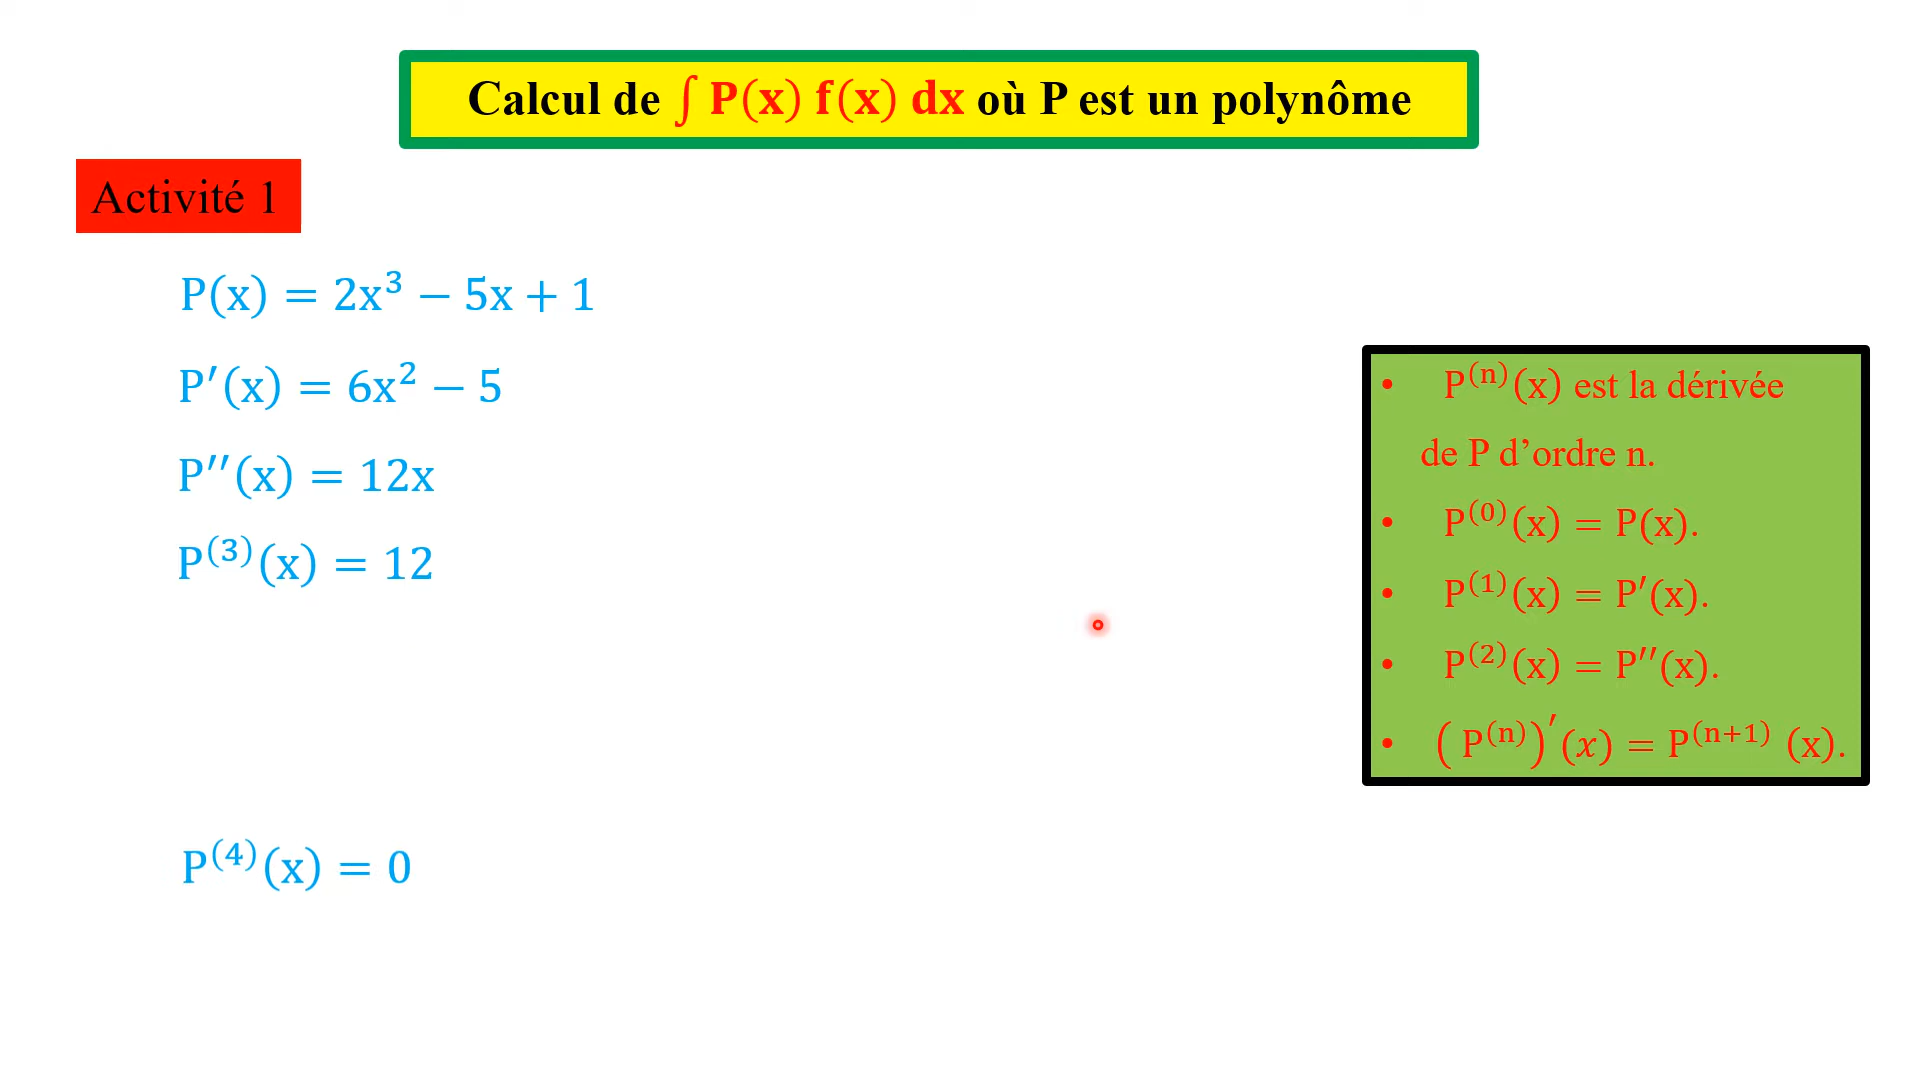 Calcul de ∫ P(x) f(x) dx où P est un polynôme
Activité 1
P(x) = 2x³ − 5x + 1
P′(x) = 6x² − 5
P′′(x) = 12x
P⁽³⁾(x) = 12
P⁽⁴⁾(x) = 0
• P⁽ⁿ⁾(x) est la dérivée
de P d’ordre n.
• P⁽⁰⁾(x) = P(x).
• P⁽¹⁾(x) = P′(x).
• P⁽²⁾(x) = P′′(x).
• ( P⁽ⁿ⁾)′(x) = P⁽ⁿ⁺¹⁾ (x).